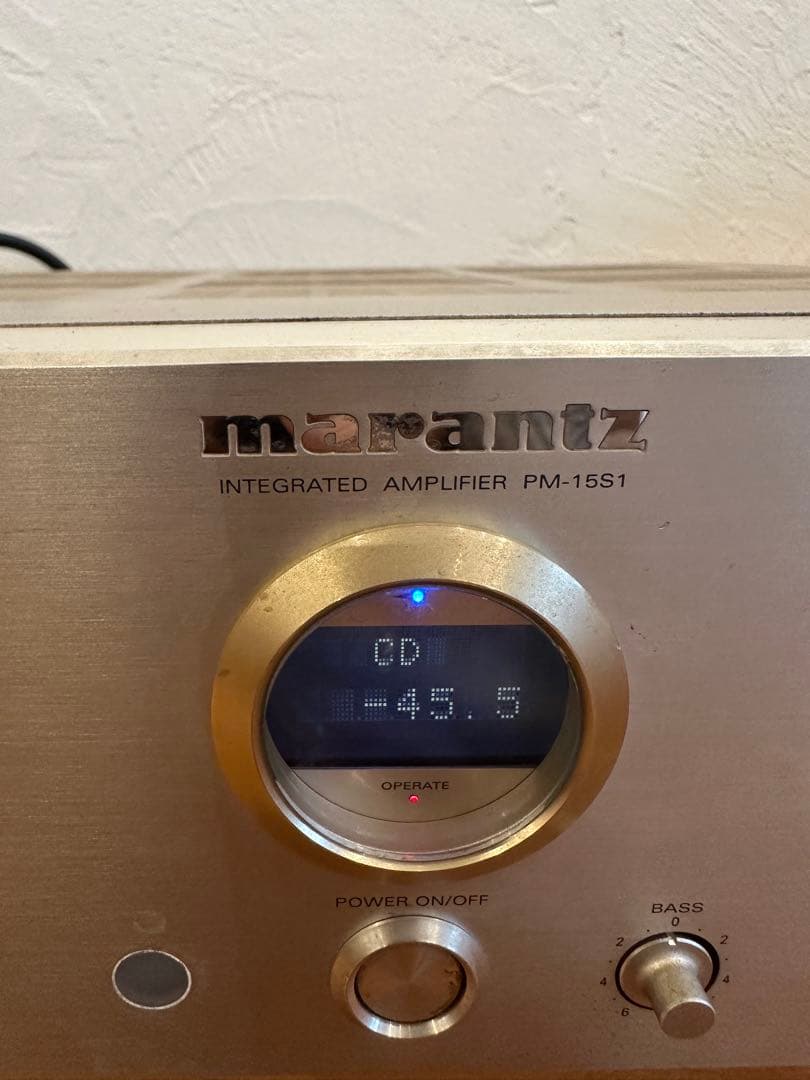 marantz
INTEGRATED AMPLIFIER PM-15S1
CD
-45.5
OPERATE
POWER ON/OFF
BASS
0
2 2
4 4
6